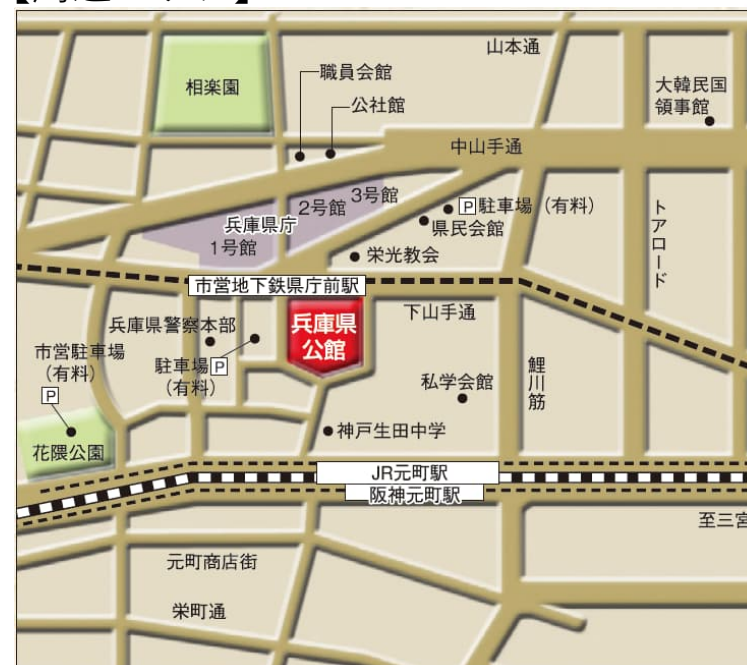 山本通
職員会館
相楽園
大韓民国
領事館
公社館
中山手通
3号館
2号館
P駐車場（有料）
兵庫県庁
県民会館
1号館
トアロード
栄光教会
市営地下鉄県庁前駅
下山手通
兵庫県警察本部
兵庫県
公館
市営駐車場
（有料）
P
駐車場P
（有料）
私学会館
鯉川筋
神戸生田中学
花隈公園
JR元町駅
阪神元町駅
至三宮
元町商店街
栄町通